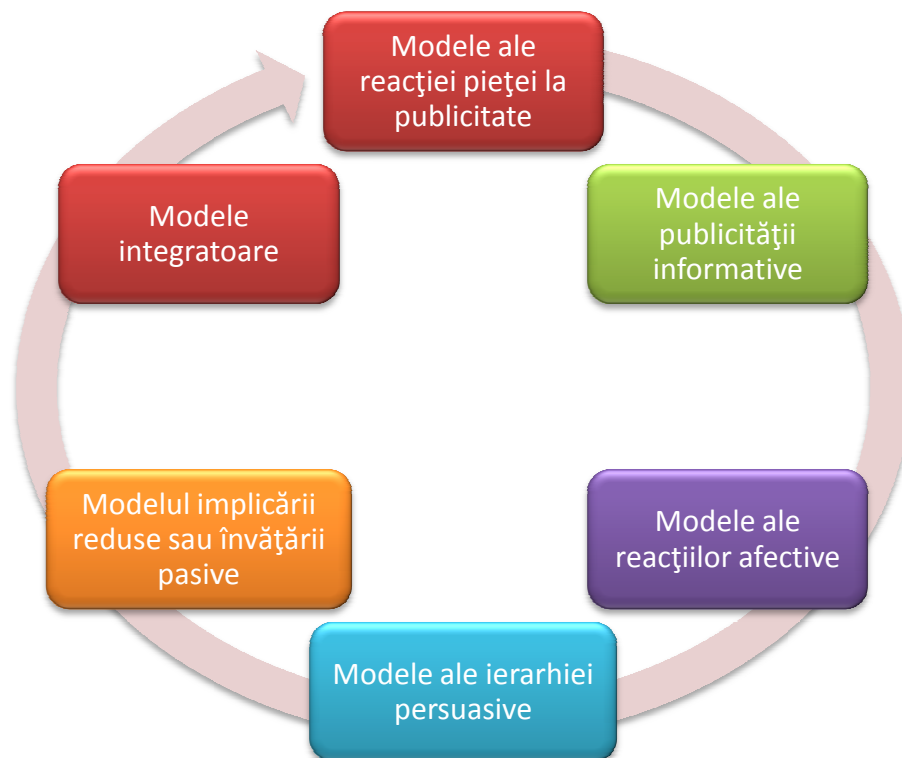 Modele ale
reacţiei pieţei la
publicitate
Modele ale
publicităţii
informative
Modele ale
reacţiilor afective
Modele ale ierarhiei
persuasive
Modelul implicării
reduse sau învăţării
pasive
Modele
integratoare